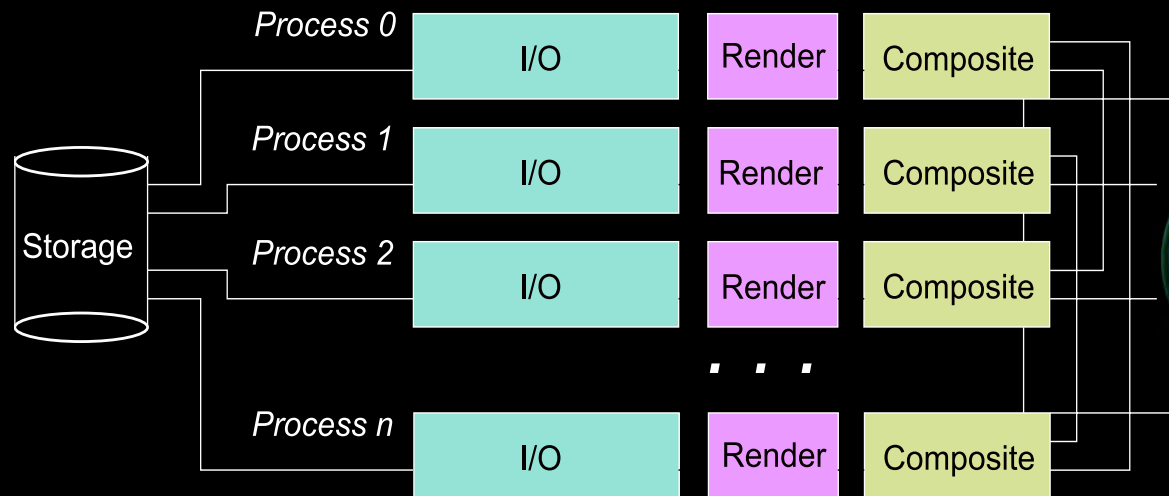 Process 0
I/O
Render
Composite
Process 1
I/O
Render
Composite
Storage
Process 2
I/O
Render
Composite
. . .
Process n
I/O
Render
Composite